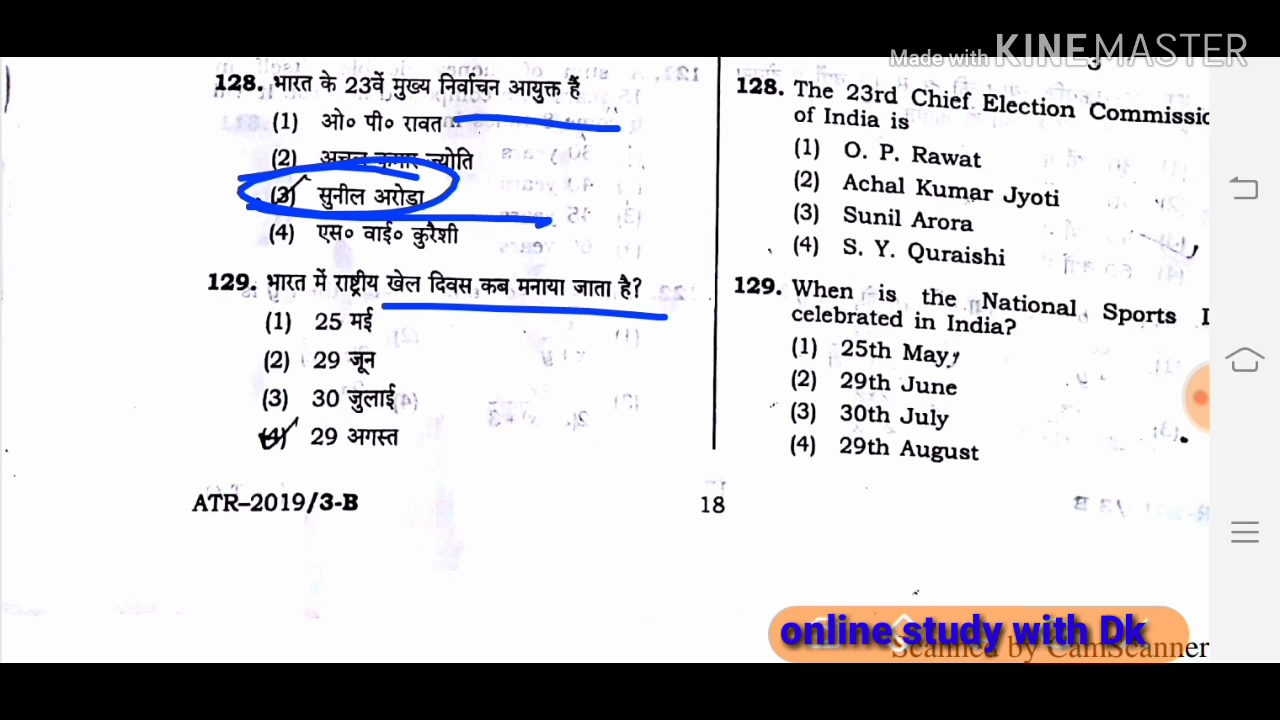 Made with KINEMASTER
128. भारत के 23वें मुख्य निर्वाचन आयुक्त हैं
(1) ओ० पी० रावत
(2) अचल कुमार ज्योति
(3) सुनील अरोडा
(4) एस० वाई० कुरैशी
129. भारत में राष्ट्रीय खेल दिवस कब मनाया जाता है?
(1) 25 मई
(2) 29 जून
(3) 30 जुलाई
(4) 29 अगस्त
ATR–2019/3-B
18
128. The 23rd Chief Election Commissio
of India is
(1) O. P. Rawat
(2) Achal Kumar Jyoti
(3) Sunil Arora
(4) S. Y. Quraishi
129. When is the National Sports
celebrated in India?
(1) 25th May
(2) 29th June
(3) 30th July
(4) 29th August
online study with Dk
Scanned by CamScanner